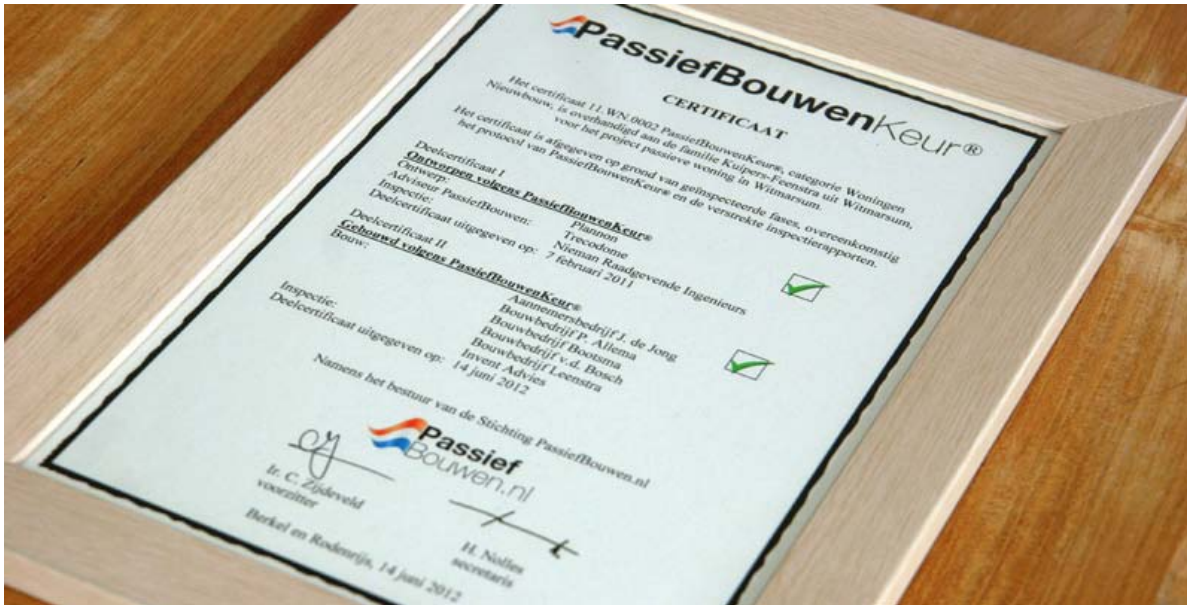 PassiefBouwenKeur®
CERTIFICAAT
Het certificaat 11.WN.0002 PassiefBouwenKeur®, categorie Woningen
Nieuwbouw, is overhandigd aan de familie Kuipers-Feenstra uit Witmarsum,
voor het project passieve woning in Witmarsum.
Het certificaat is afgegeven op grond van geïnspecteerde fases, overeenkomstig
het protocol van PassiefBouwenKeur® en de verstrekte inspectierapporten.
Deelcertificaat I
Ontworpen volgens PassiefBouwenKeur®
Ontwerp: Plannon
Adviseur PassiefBouwen: Trecodome
Inspectie: Nieman Raadgevende Ingenieurs
Deelcertificaat uitgegeven op: 7 februari 2011
Deelcertificaat II
Gebouwd volgens PassiefBouwenKeur®
Bouw: Aannemersbedrijf J. de Jong
Bouwbedrijf P. Allema
Bouwbedrijf Bootsma
Bouwbedrijf v.d. Bosch
Bouwbedrijf Leenstra
Inspectie: Invent Advies
Deelcertificaat uitgegeven op: 14 juni 2012
Namens het bestuur van de Stichting PassiefBouwen.nl
Passief
Bouwen.nl
Ir. C. Zijdeveld
voorzitter
H. Nolles
secretaris
Berkel en Rodenrijs, 14 juni 2012